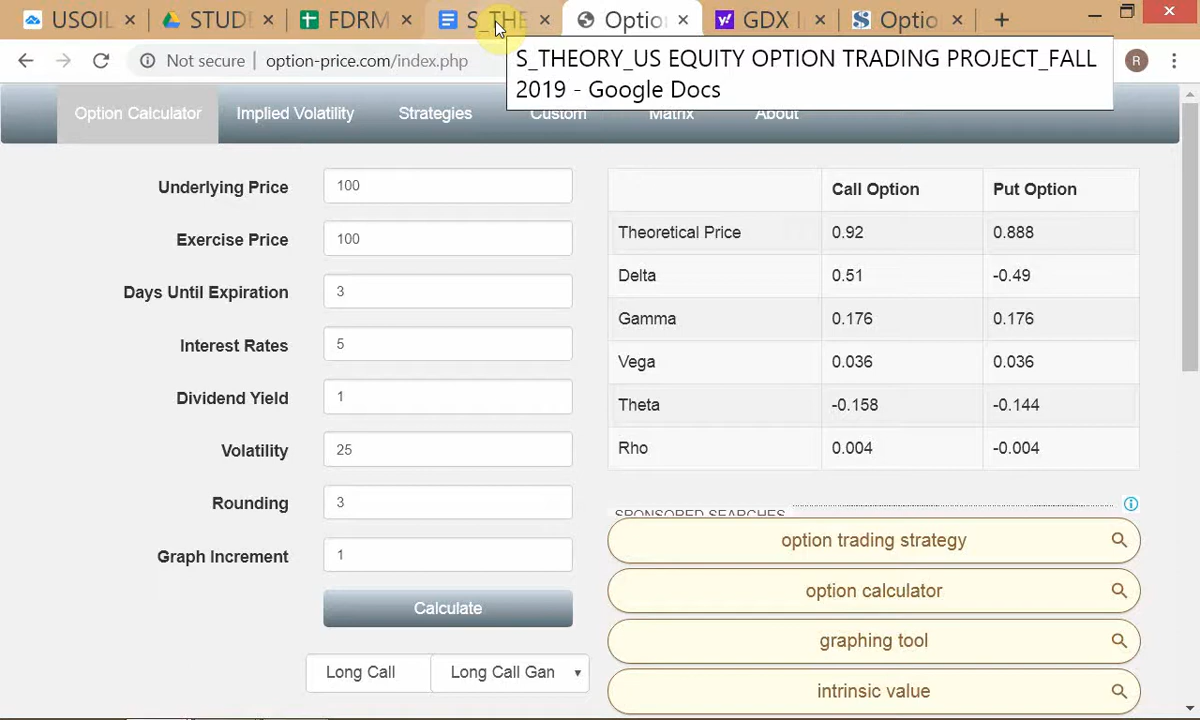 USOIL
STUD
FDRM
S_THE
Optio
GDX I
Optio
S_THEORY_US EQUITY OPTION TRADING PROJECT_FALL
2019 - Google Docs
Not secure | option-price.com/index.php
R
Option Calculator
Implied Volatility
Strategies
Custom
Matrix
About
Underlying Price 100
Exercise Price 100
Days Until Expiration 3
Interest Rates 5
Dividend Yield 1
Volatility 25
Rounding 3
Graph Increment 1
Calculate
Long Call
Long Call Gan
Call Option Put Option
Theoretical Price 0.92 0.888
Delta 0.51 -0.49
Gamma 0.176 0.176
Vega 0.036 0.036
Theta -0.158 -0.144
Rho 0.004 -0.004
SPONSORED SEARCHES
option trading strategy
option calculator
graphing tool
intrinsic value